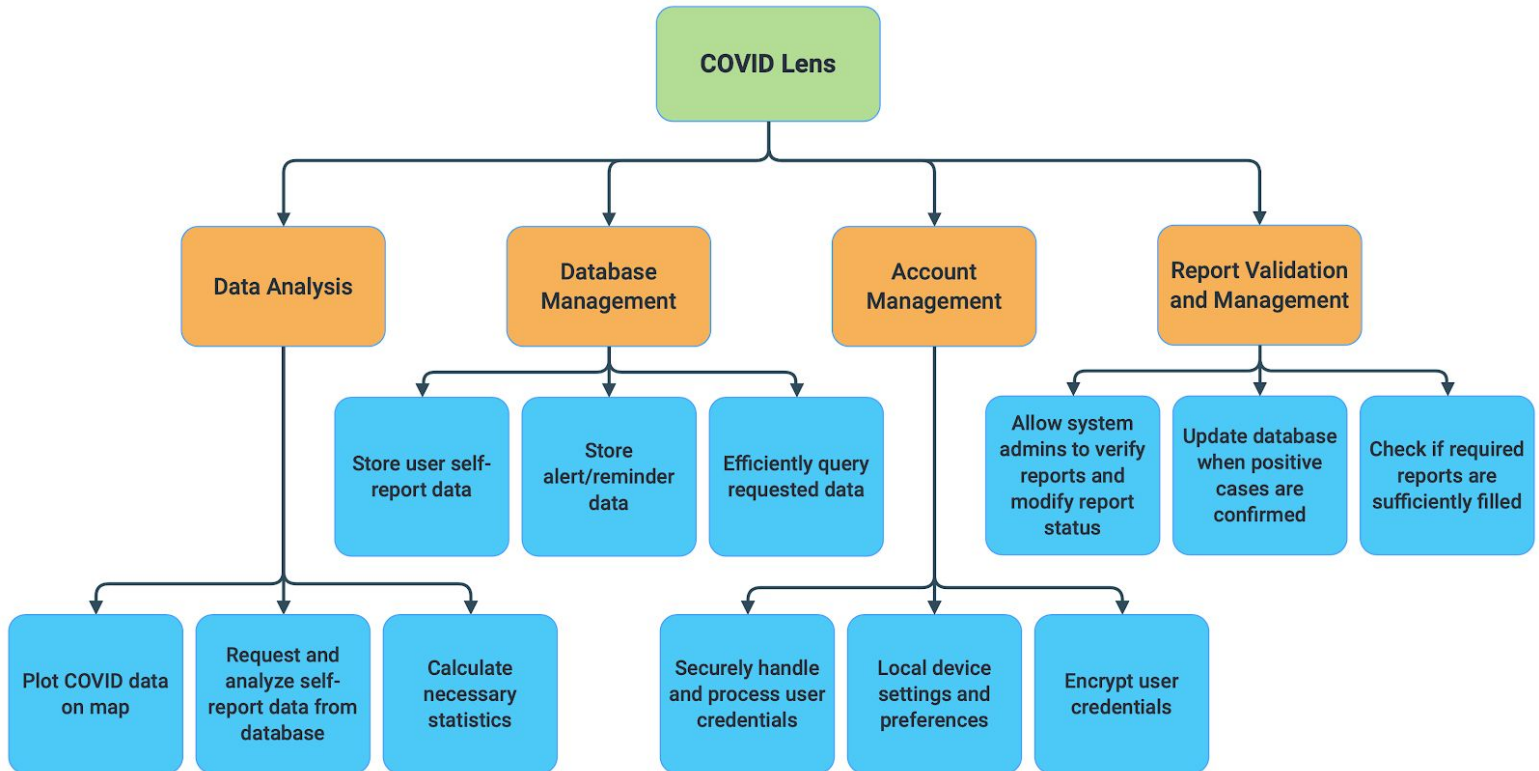 COVID Lens
Data Analysis
Database
Management
Account
Management
Report Validation
and Management
Store user self-
report data
Store
alert/reminder
data
Efficiently query
requested data
Allow system
admins to verify
reports and
modify report
status
Update database
when positive
cases are
confirmed
Check if required
reports are
sufficiently filled
Plot COVID data
on map
Request and
analyze self-
report data from
database
Calculate
necessary
statistics
Securely handle
and process user
credentials
Local device
settings and
preferences
Encrypt user
credentials